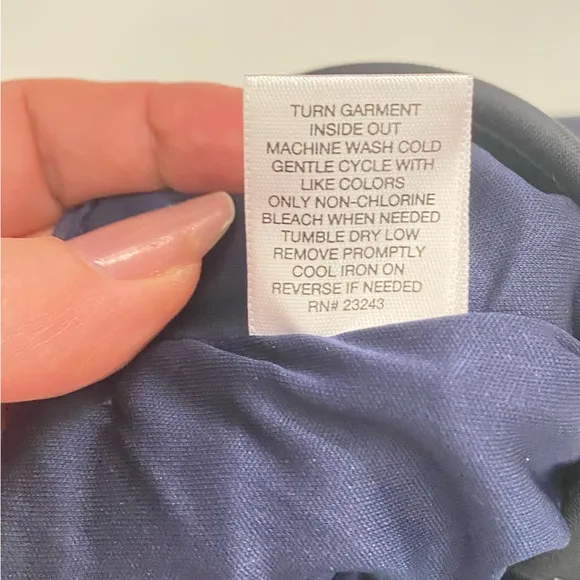 TURN GARMENT
INSIDE OUT
MACHINE WASH COLD
GENTLE CYCLE WITH
LIKE COLORS
ONLY NON-CHLORINE
BLEACH WHEN NEEDED
TUMBLE DRY LOW
REMOVE PROMPTLY
COOL IRON ON
REVERSE IF NEEDED
RN# 23243